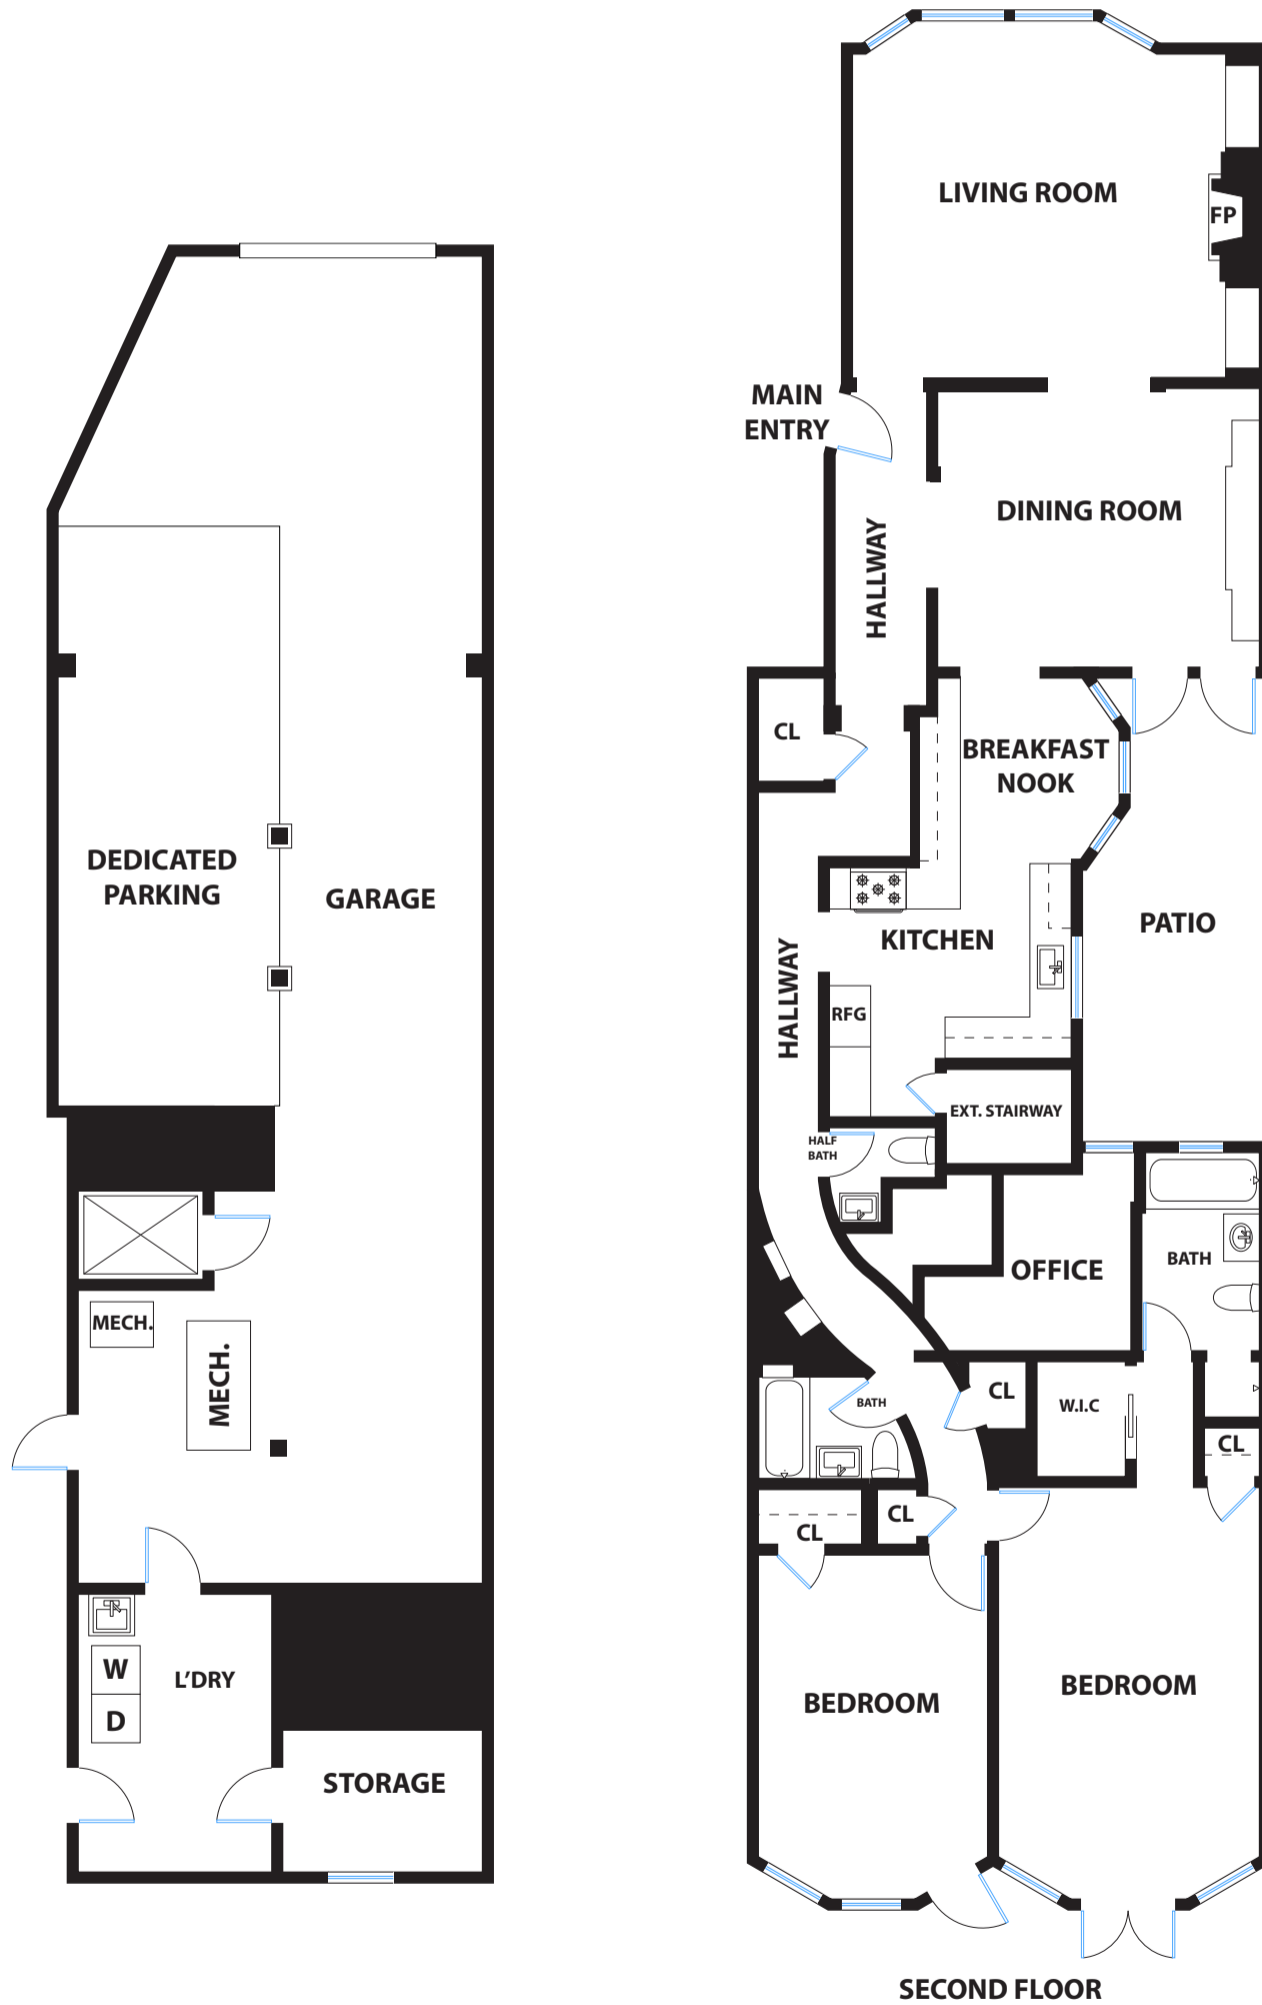 DEDICATED
PARKING
GARAGE
MECH.
MECH.
W
D
L'DRY
STORAGE
LIVING ROOM
FP
MAIN
ENTRY
DINING ROOM
HALLWAY
CL
BREAKFAST
NOOK
PATIO
KITCHEN
HALLWAY
RFG
EXT. STAIRWAY
HALF
BATH
OFFICE
BATH
CL
W.I.C
BATH
CL
CL
CL
BEDROOM
BEDROOM
SECOND FLOOR